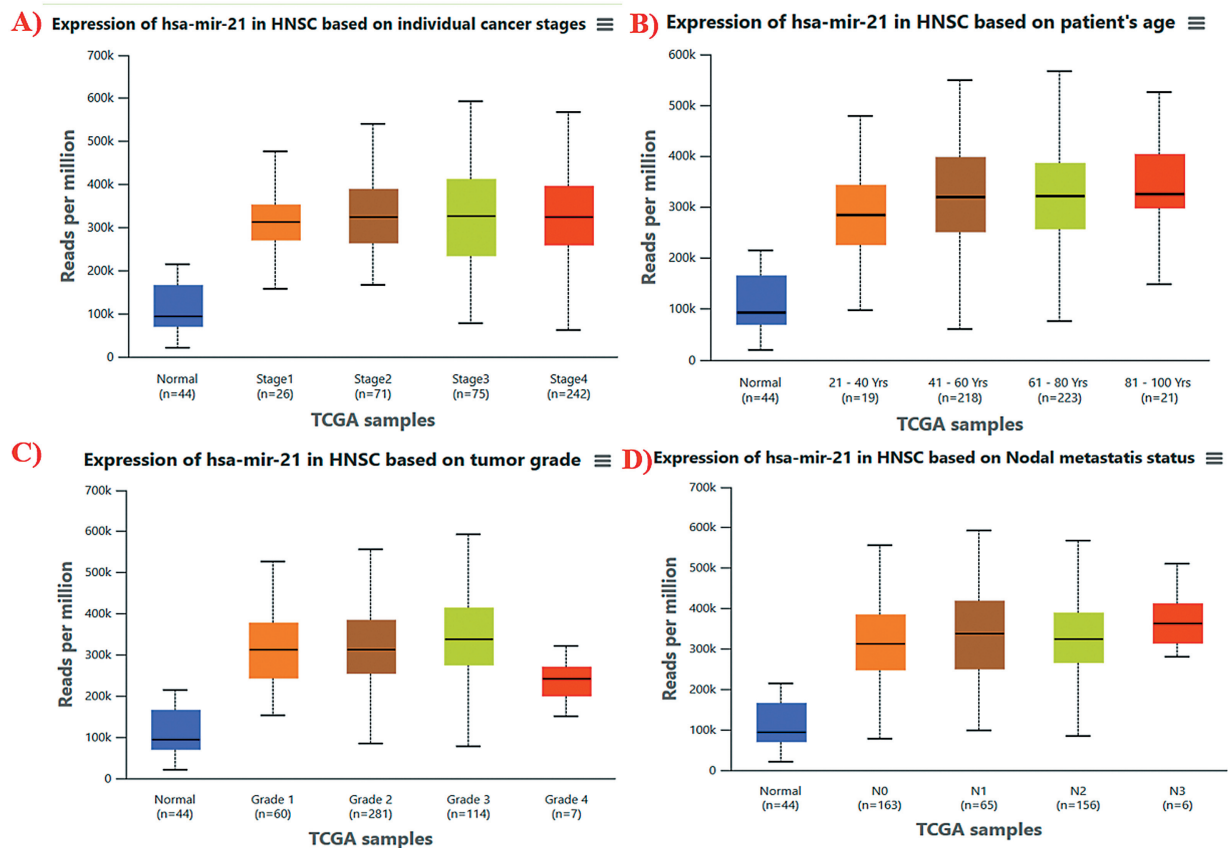 A) Expression of hsa-mir-21 in HNSC based on individual cancer stages
700k
600k
500k
400k
300k
200k
100k
0
Reads per million
Normal Stage1 Stage2 Stage3 Stage4
(n=44) (n=26) (n=71) (n=75) (n=242)
TCGA samples
B) Expression of hsa-mir-21 in HNSC based on patient's age
600k
500k
400k
300k
200k
100k
0
Reads per million
Normal 21 - 40 Yrs 41 - 60 Yrs 61 - 80 Yrs 81 - 100 Yrs
(n=44) (n=19) (n=218) (n=223) (n=21)
TCGA samples
C) Expression of hsa-mir-21 in HNSC based on tumor grade
700k
600k
500k
400k
300k
200k
100k
0
Reads per million
Normal Grade 1 Grade 2 Grade 3 Grade 4
(n=44) (n=60) (n=281) (n=114) (n=7)
TCGA samples
D) Expression of hsa-mir-21 in HNSC based on Nodal metastatis status
700k
600k
500k
400k
300k
200k
100k
0
Reads per million
Normal N0 N1 N2 N3
(n=44) (n=163) (n=65) (n=156) (n=6)
TCGA samples